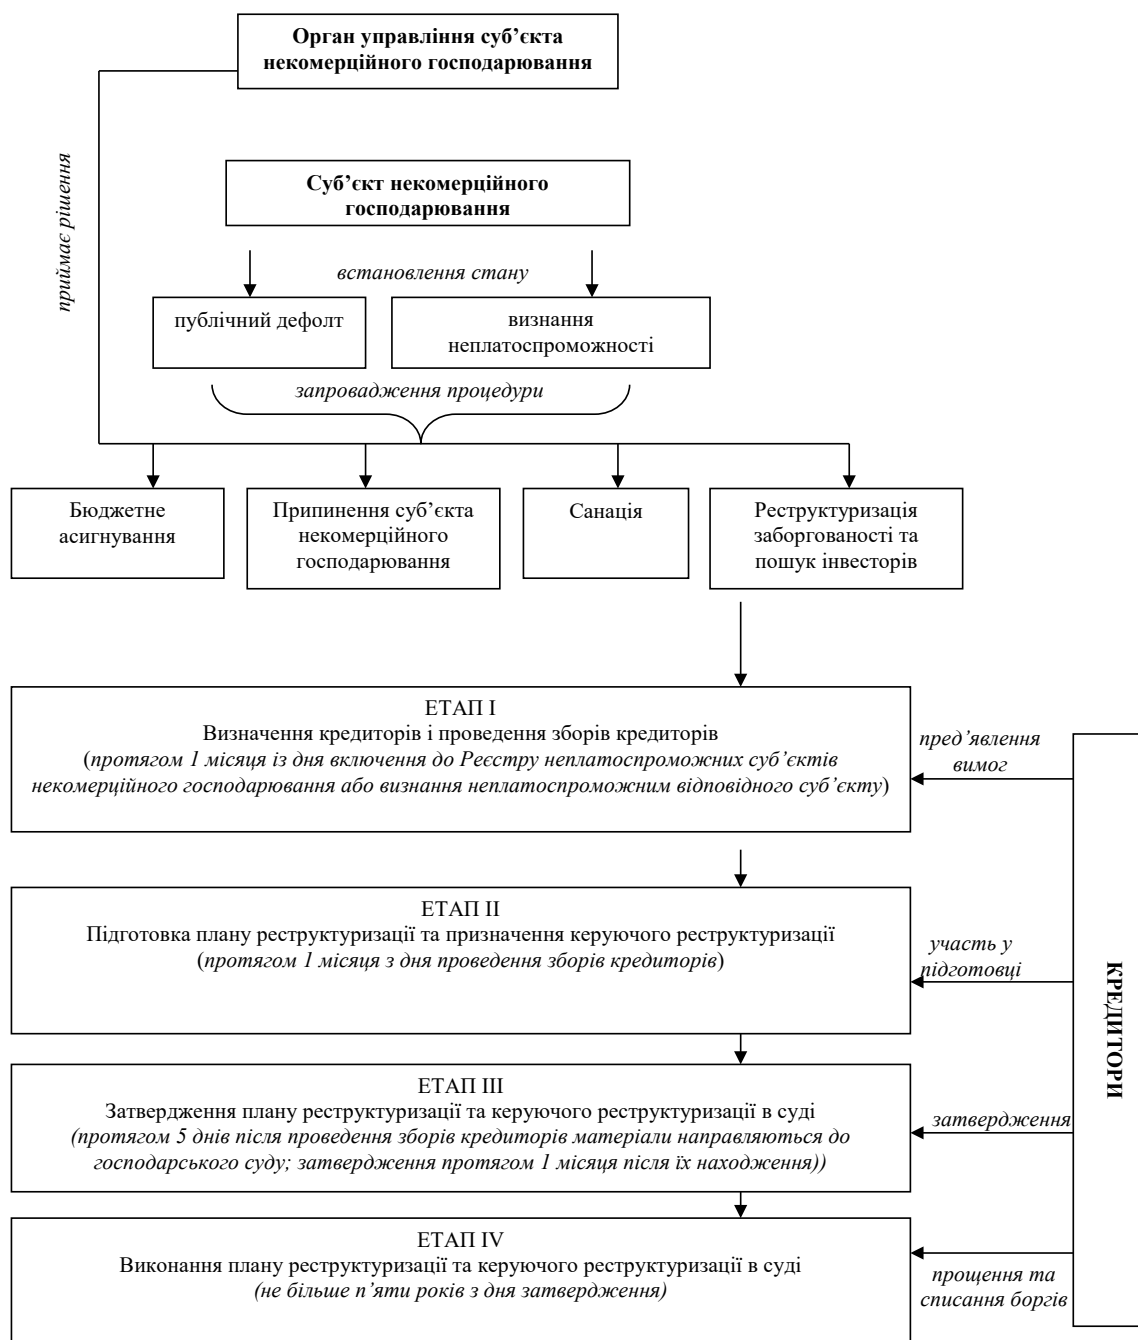 Орган управління суб’єкта
некомерційного господарювання
приймає рішення
Суб’єкт некомерційного
господарювання
встановлення стану
публічний дефолт
визнання
неплатоспроможності
запровадження процедури
Бюджетне
асигнування
Припинення суб’єкта
некомерційного
господарювання
Санація
Реструктуризація
заборгованості та
пошук інвесторів
ЕТАП І
Визначення кредиторів і проведення зборів кредиторів
(протягом 1 місяця із дня включення до Реєстру неплатоспроможних суб’єктів
некомерційного господарювання або визнання неплатоспроможним відповідного суб’єкту)
пред’явлення
вимог
ЕТАП ІІ
Підготовка плану реструктуризації та призначення керуючого реструктуризації
(протягом 1 місяця з дня проведення зборів кредиторів)
участь у
підготовці
КРЕДИТОРИ
ЕТАП ІІІ
Затвердження плану реструктуризації та керуючого реструктуризації в суді
(протягом 5 днів після проведення зборів кредиторів матеріали направляються до
господарського суду; затвердження протягом 1 місяця після їх находження))
затвердження
ЕТАП IV
Виконання плану реструктуризації та керуючого реструктуризації в суді
(не більше п’яти років з дня затвердження)
прощення та
списання боргів